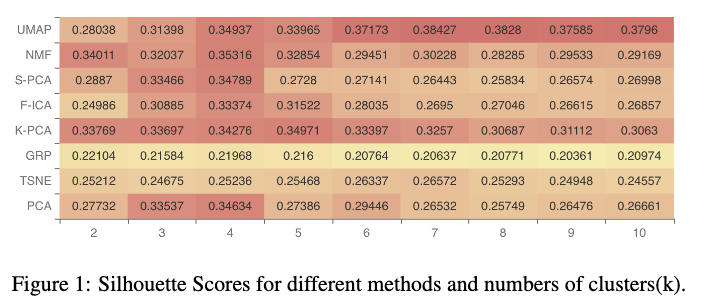 UMAP 0.28038 0.31398 0.34937 0.33965 0.37173 0.38427 0.3828 0.37585 0.3796
NMF 0.34011 0.32037 0.35316 0.32854 0.29451 0.30228 0.28285 0.29533 0.29169
S-PCA 0.2887 0.33466 0.34789 0.2728 0.27141 0.26443 0.25834 0.26574 0.26998
F-ICA 0.24986 0.30885 0.33374 0.31522 0.28035 0.2695 0.27046 0.26615 0.26857
K-PCA 0.33769 0.33697 0.34276 0.34971 0.33397 0.3257 0.30687 0.31112 0.3063
GRP 0.22104 0.21584 0.21968 0.216 0.20764 0.20637 0.20771 0.20361 0.20974
TSNE 0.25212 0.24675 0.25236 0.25468 0.26337 0.26572 0.25293 0.24948 0.24557
PCA 0.27732 0.33537 0.34634 0.27386 0.29446 0.26532 0.25749 0.26476 0.26661
2 3 4 5 6 7 8 9 10
Figure 1: Silhouette Scores for different methods and numbers of clusters(k).